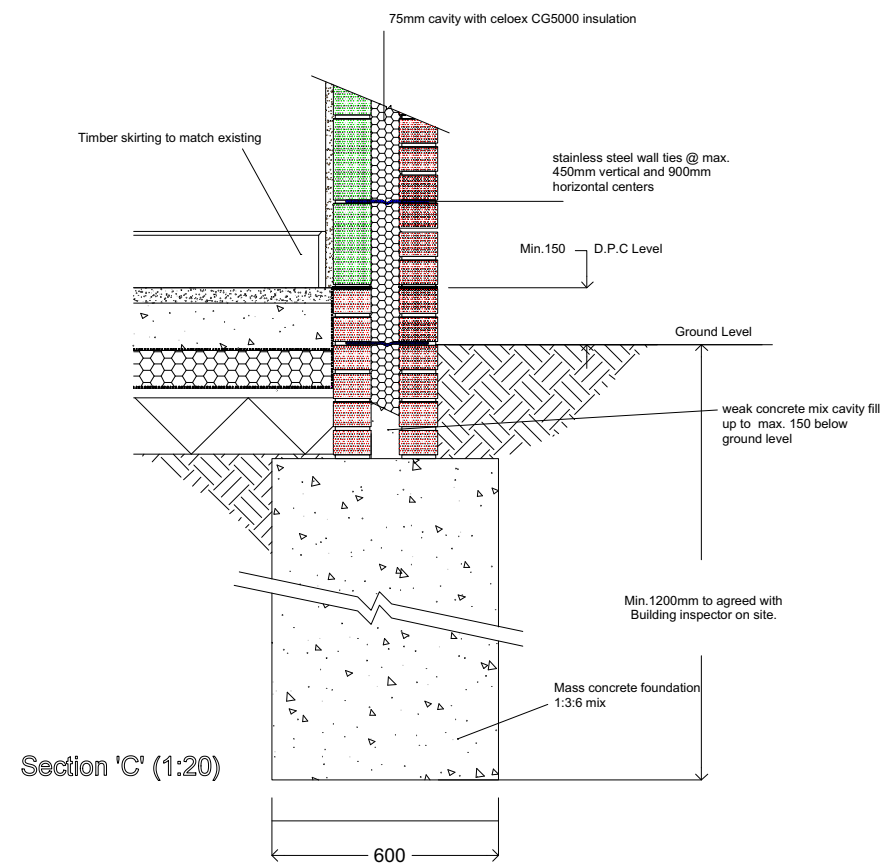 75mm cavity with celoex CG5000 insulation
Timber skirting to match existing
stainless steel wall ties @ max.
450mm vertical and 900mm
horizontal centers
Min.150
D.P.C Level
Ground Level
weak concrete mix cavity fill
up to max. 150 below
ground level
Min.1200mm to agreed with
Building inspector on site.
Mass concrete foundation
1:3:6 mix
Section 'C' (1:20)
600